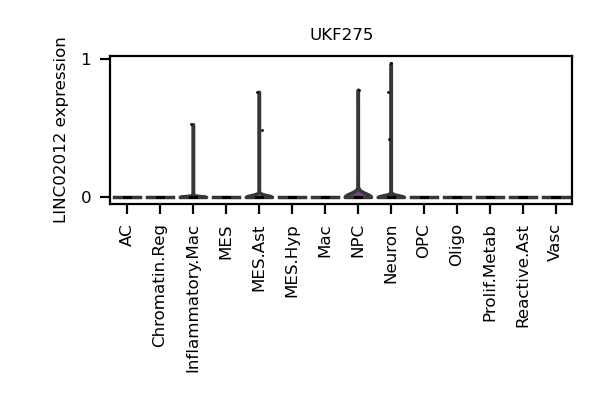 UKF275
LINC02012 expression
1
0
AC
Chromatin.Reg
Inflammatory.Mac
MES
MES.Ast
MES.Hyp
Mac
NPC
Neuron
OPC
Oligo
Prolif.Metab
Reactive.Ast
Vasc